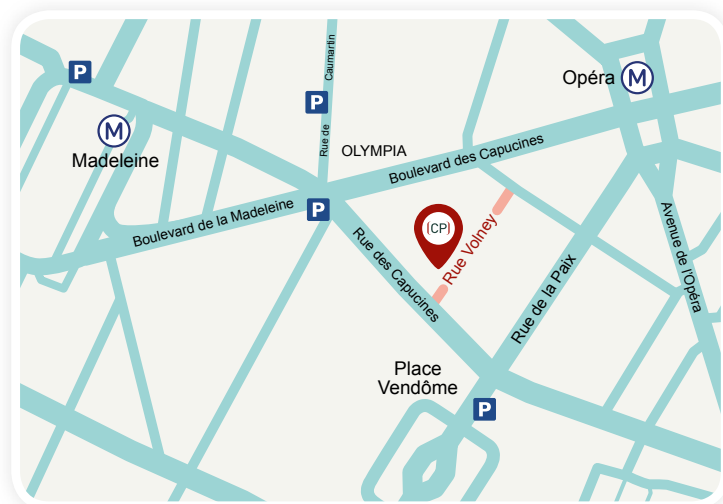 P
Rue de Caumartin
Opéra
M
P
M
Madeleine
OLYMPIA
Boulevard des Capucines
P
Boulevard de la Madeleine
Avenue de l'Opéra
(CP)
Rue Volney
Rue des Capucines
Rue de la Paix
Place
Vendôme
P